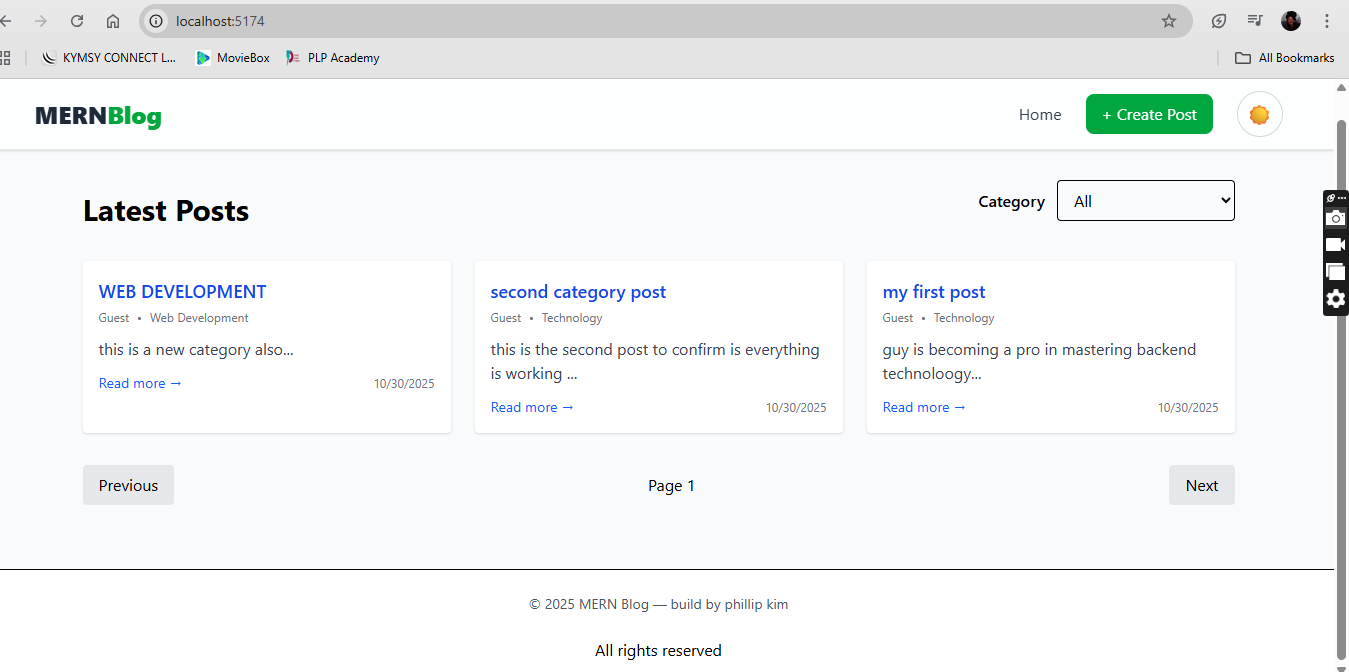 localhost:5174
KYMSY CONNECT L...
MovieBox
PLP Academy
All Bookmarks
MERNBlog
Home
+ Create Post
Latest Posts
Category
All
WEB DEVELOPMENT
Guest • Web Development
this is a new category also...
Read more →
10/30/2025
second category post
Guest • Technology
this is the second post to confirm is everything
is working ...
Read more →
10/30/2025
my first post
Guest • Technology
guy is becoming a pro in mastering backend
technoloogy...
Read more →
10/30/2025
Previous
Page 1
Next
© 2025 MERN Blog — build by phillip kim
All rights reserved